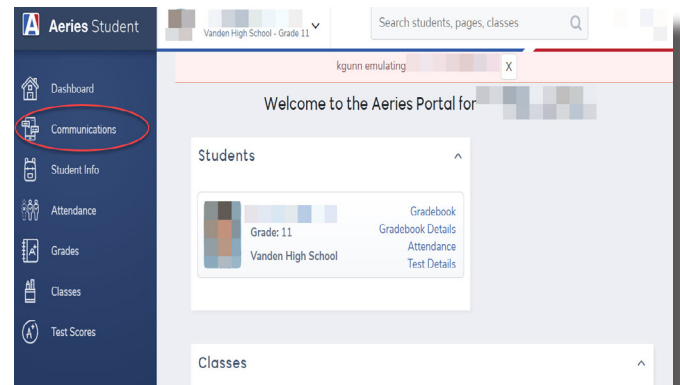 Aeries Student
Vanden High School - Grade 11
Search students, pages, classes
kgunn emulating
X
Dashboard
Communications
Student Info
Attendance
Grades
Classes
Test Scores
Welcome to the Aeries Portal for
Students
Grade: 11
Vanden High School
Gradebook
Gradebook Details
Attendance
Test Details
Classes